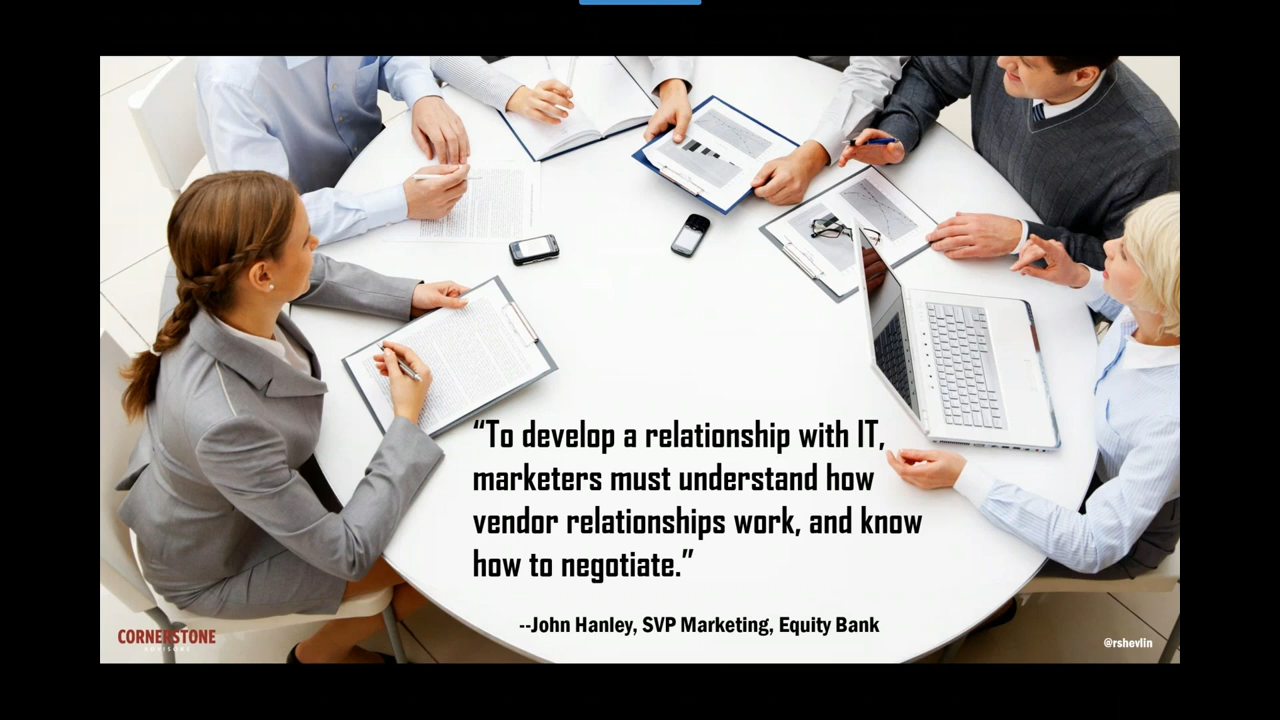 “To develop a relationship with IT,
marketers must understand how
vendor relationships work, and know
how to negotiate.”
--John Hanley, SVP Marketing, Equity Bank
CORNERSTONE
ADVISORS
@rshevlin